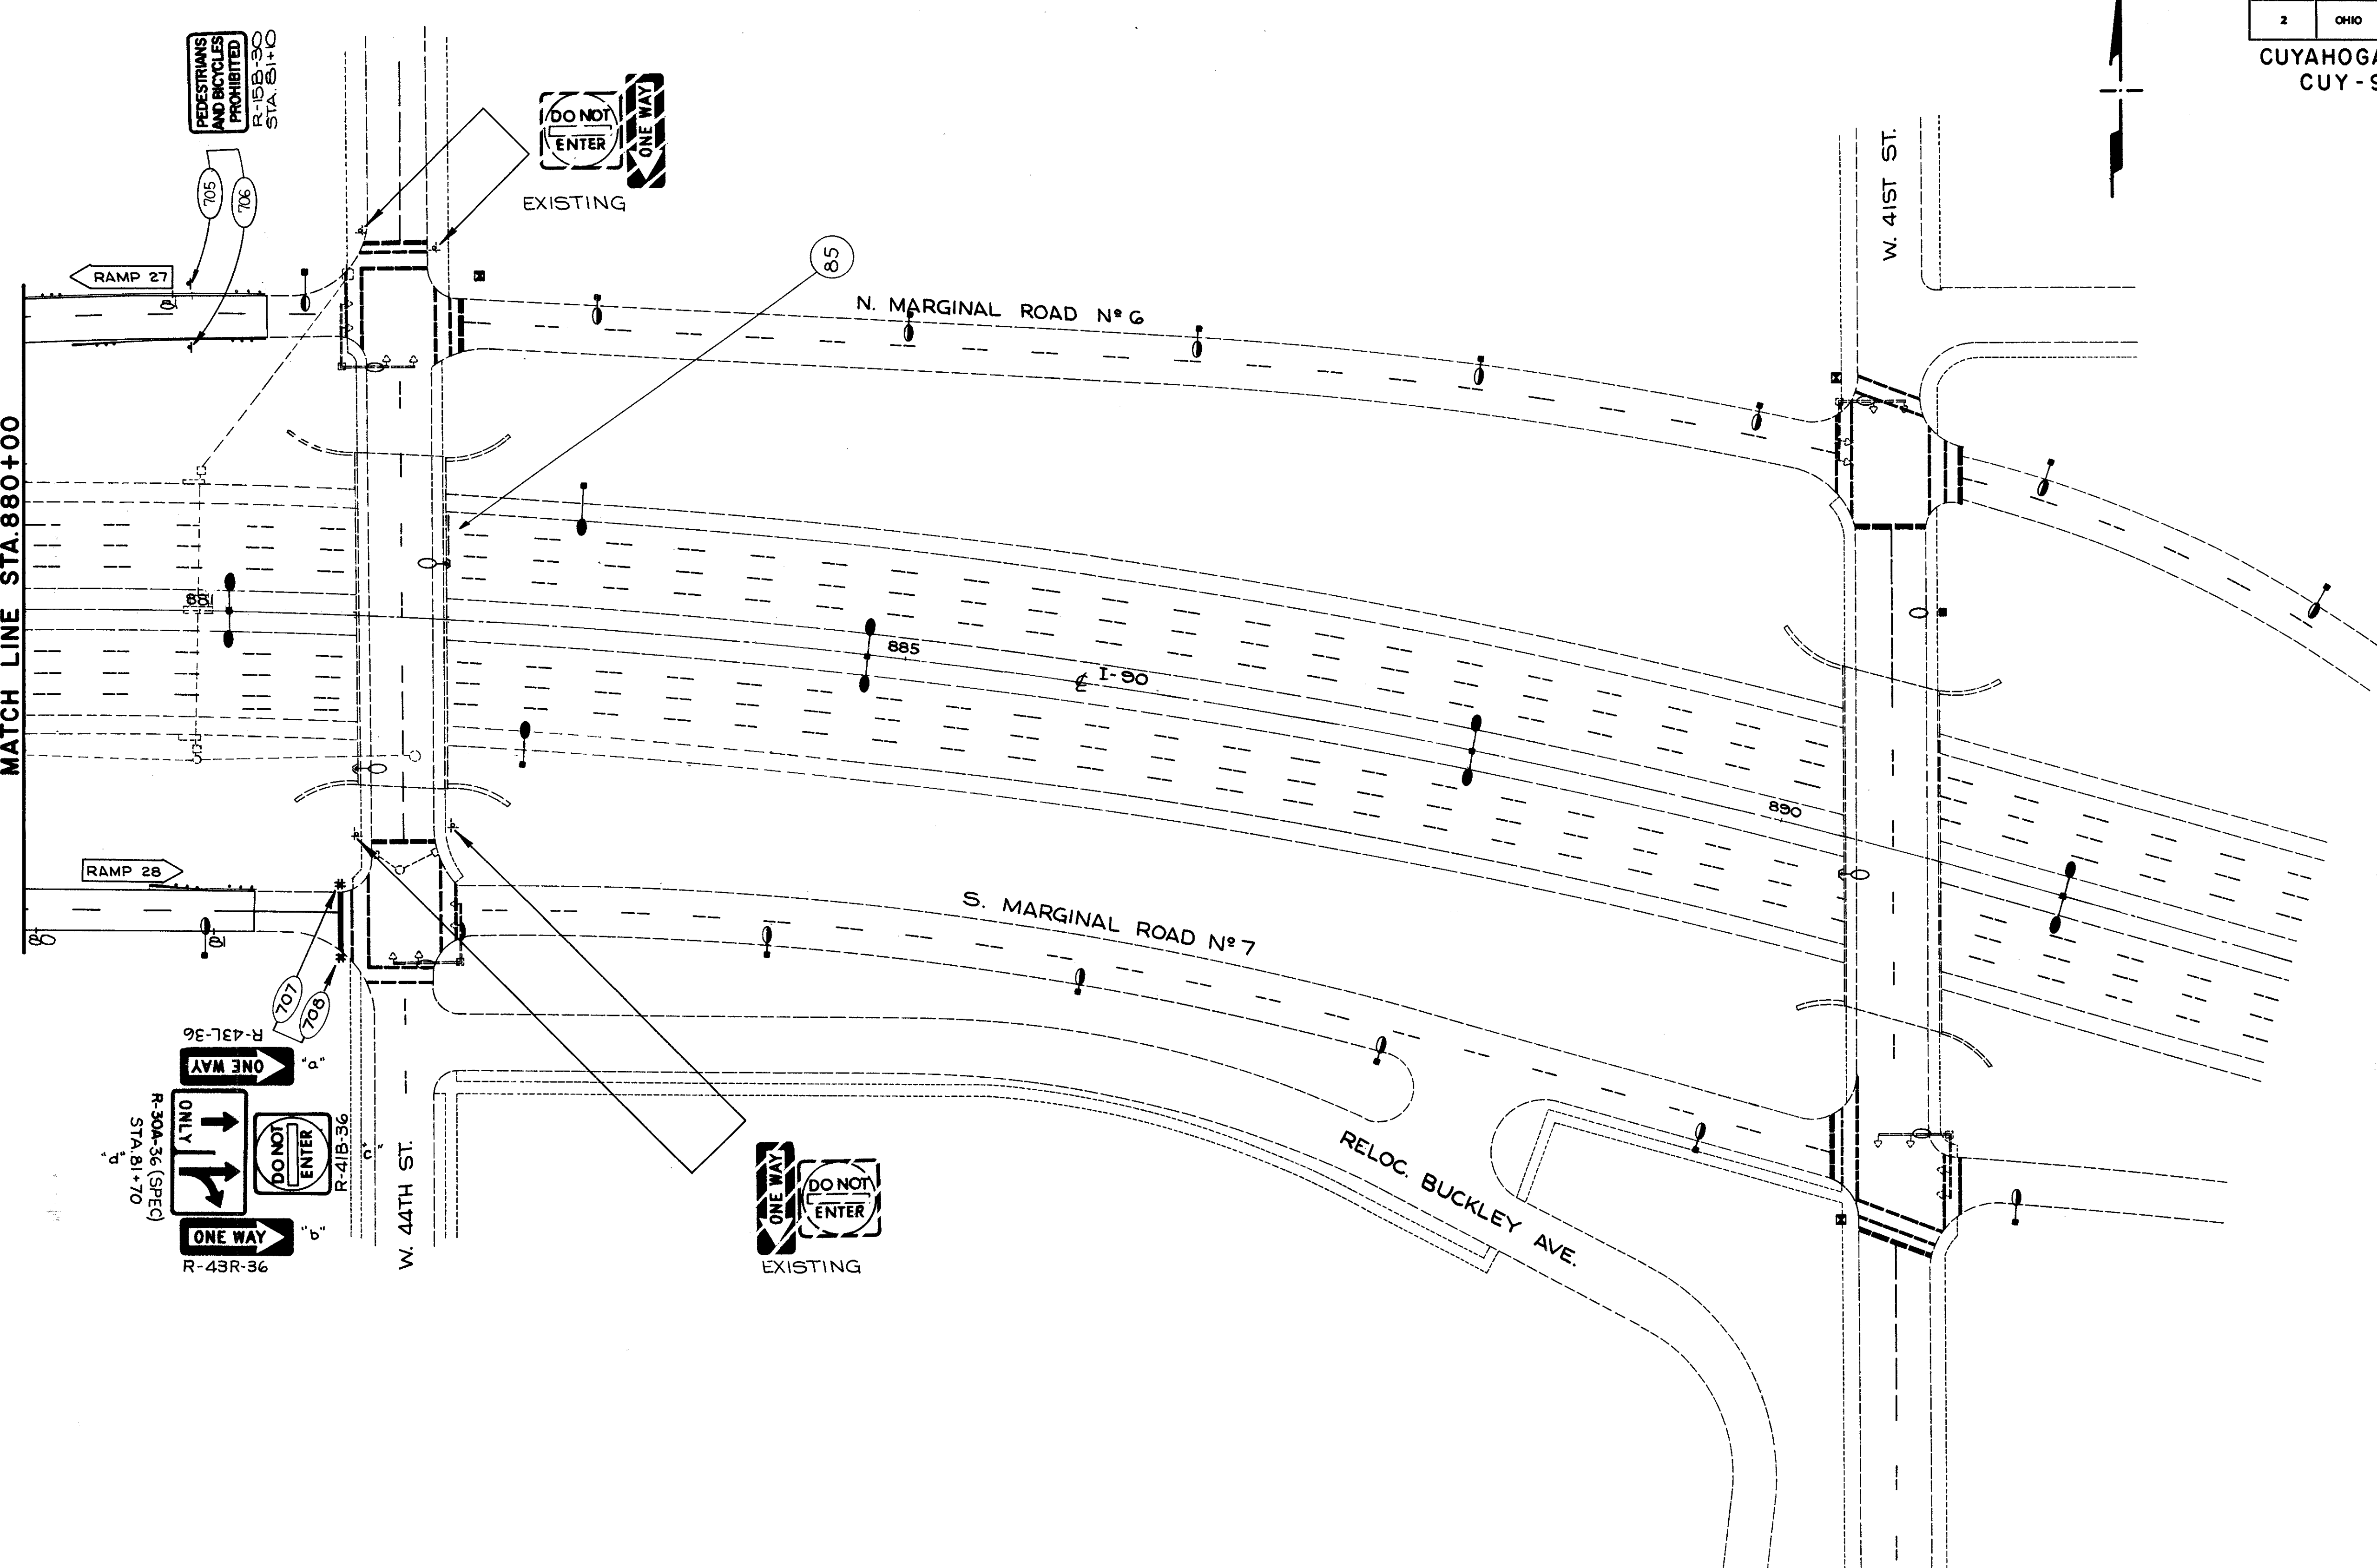 2 OHIO
CUYAHOGA
CUY - 9
PEDESTRIANS
AND BICYCLES
PROHIBITED
R-15B-30
STA. 81+10
705
706
DO NOT
ENTER
ONE WAY
EXISTING
85
W. 41ST ST.
RAMP 27
N. MARGINAL ROAD Nº 6
MATCH LINE STA. 880+00
881
885
℄ I-90
890
RAMP 28
80
S. MARGINAL ROAD Nº 7
707
708
R-43L-36
ONE WAY
"a"
ONLY
R-30A-36 (SPEC)
STA. 81+70
"d"
DO NOT
ENTER
R-41B-36
"c"
ONE WAY
"b"
R-43R-36
W. 44TH ST.
ONE WAY
DO NOT
ENTER
EXISTING
RELOC. BUCKLEY AVE.